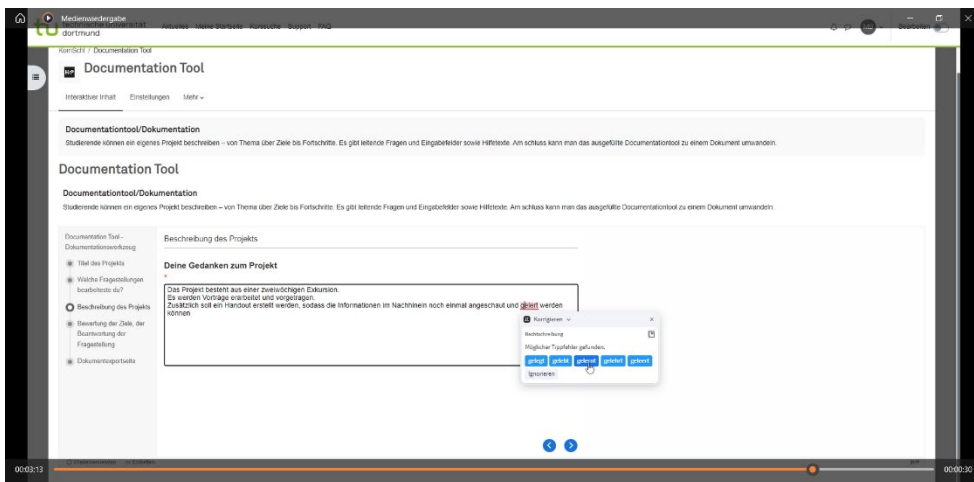 Medienwiedergabe
technische universität
dortmund
Aktuelles Meine Startseite Kurssuche Support FAQ
Bearbeiten
KomSchl / Documentation Tool
Documentation Tool
Interaktiver Inhalt Einstellungen Mehr
Documentationtool/Dokumentation
Studierende können ein eigenes Projekt beschreiben – von Thema über Ziele bis Fortschritte. Es gibt leitende Fragen und Eingabefelder sowie Hilfetexte. Am schluss kann man das ausgefüllte Documentationtool zu einem Dokument umwandeln.
Documentation Tool
Documentationtool/Dokumentation
Studierende können ein eigenes Projekt beschreiben – von Thema über Ziele bis Fortschritte. Es gibt leitende Fragen und Eingabefelder sowie Hilfetexte. Am schluss kann man das ausgefüllte Documentationtool zu einem Dokument umwandeln.
Documentation Tool -
Dokumentationswerkzeug
Titel des Projekts
Welche Fragestellungen
bearbeitest du?
Beschreibung des Projekts
Bewertung der Ziele, der
Beantwortung der
Fragestellung
Dokumentexportseite
Beschreibung des Projekts
Deine Gedanken zum Projekt
*
Das Projekt besteht aus einer zweiwöchigen Exkursion.
Es werden Vorträge erarbeitet und vorgetragen.
Zusätzlich soll ein Handout erstellt werden, sodass die Informationen im Nachhinein noch einmal angeschaut und gelert werden
können
Korrigieren
Rechtschreibung
Möglicher Tippfehler gefunden.
gelegt gelebt gelernt gelehrt geleert
Ignorieren
00:03:13
00:00:30